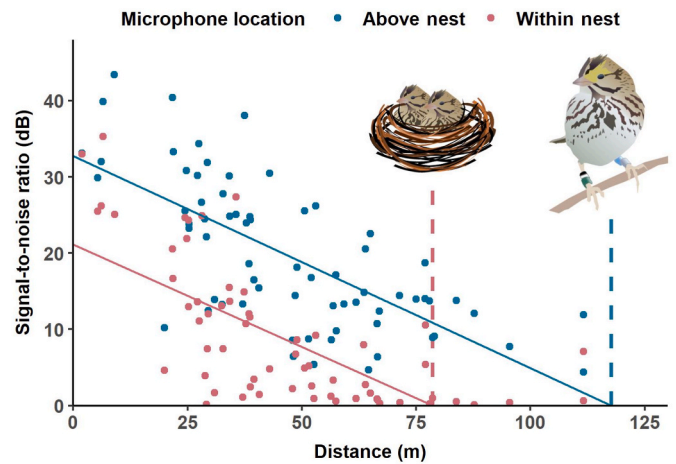 Microphone location Above nest Within nest
Signal-to-noise ratio (dB)
40
30
20
10
0
0 25 50 75 100 125
Distance (m)